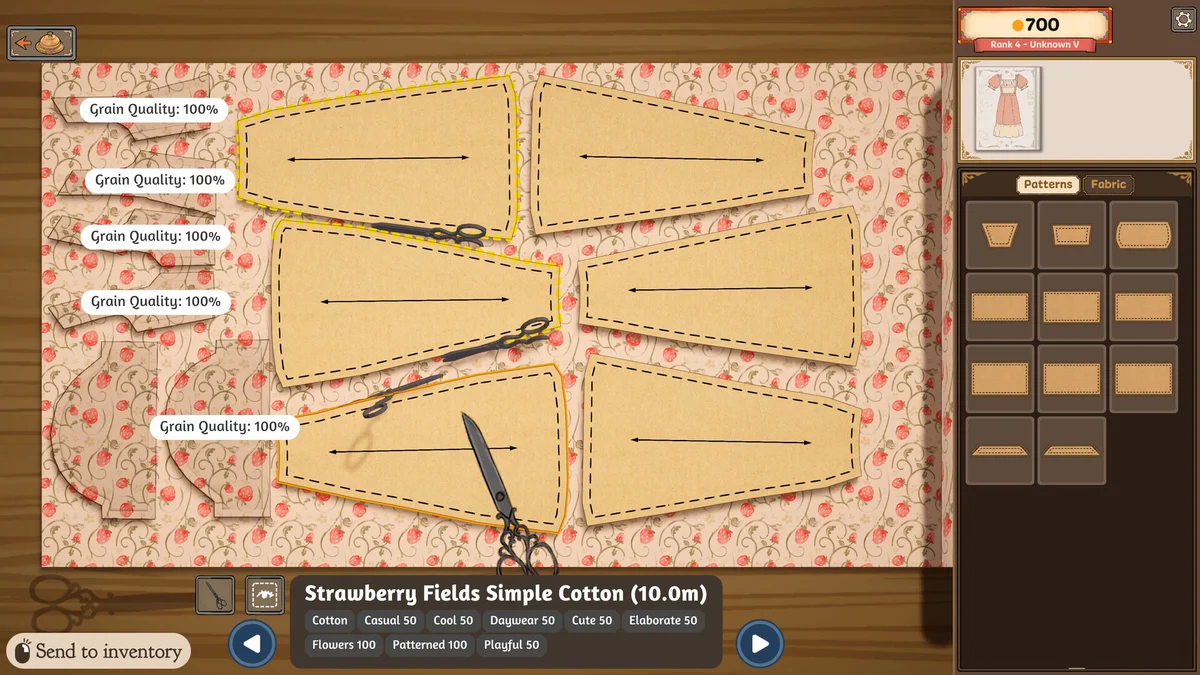 700
Rank 4 - Unknown V
Grain Quality: 100%
Grain Quality: 100%
Patterns Fabric
Grain Quality: 100%
Grain Quality: 100%
Grain Quality: 100%
Strawberry Fields Simple Cotton (10.0m)
Cotton Casual 50 Cool 50 Daywear 50 Cute 50 Elaborate 50
Flowers 100 Patterned 100 Playful 50
Send to inventory